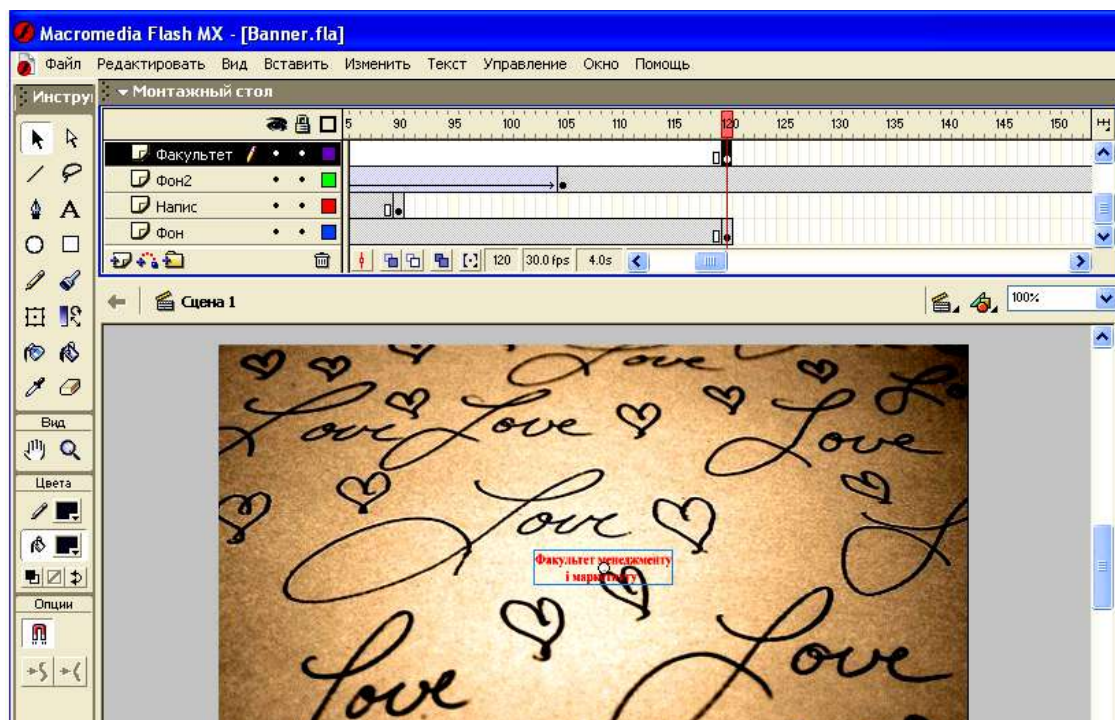 Macromedia Flash MX - [Banner.fla]
Файл Редактировать Вид Вставить Изменить Текст Управление Окно Помощь
Инстру
Монтажный стол
5 90 95 100 105 110 115 120 125 130 135 140 145 150
Факультет
Фон2
Напис
Фон
120 30.0 fps 4.0s
Сцена 1
100%
Вид
Цвета
Опции
Love
Love Love Love
Love
Факультет менеджменту
і маркетингу
Love Love